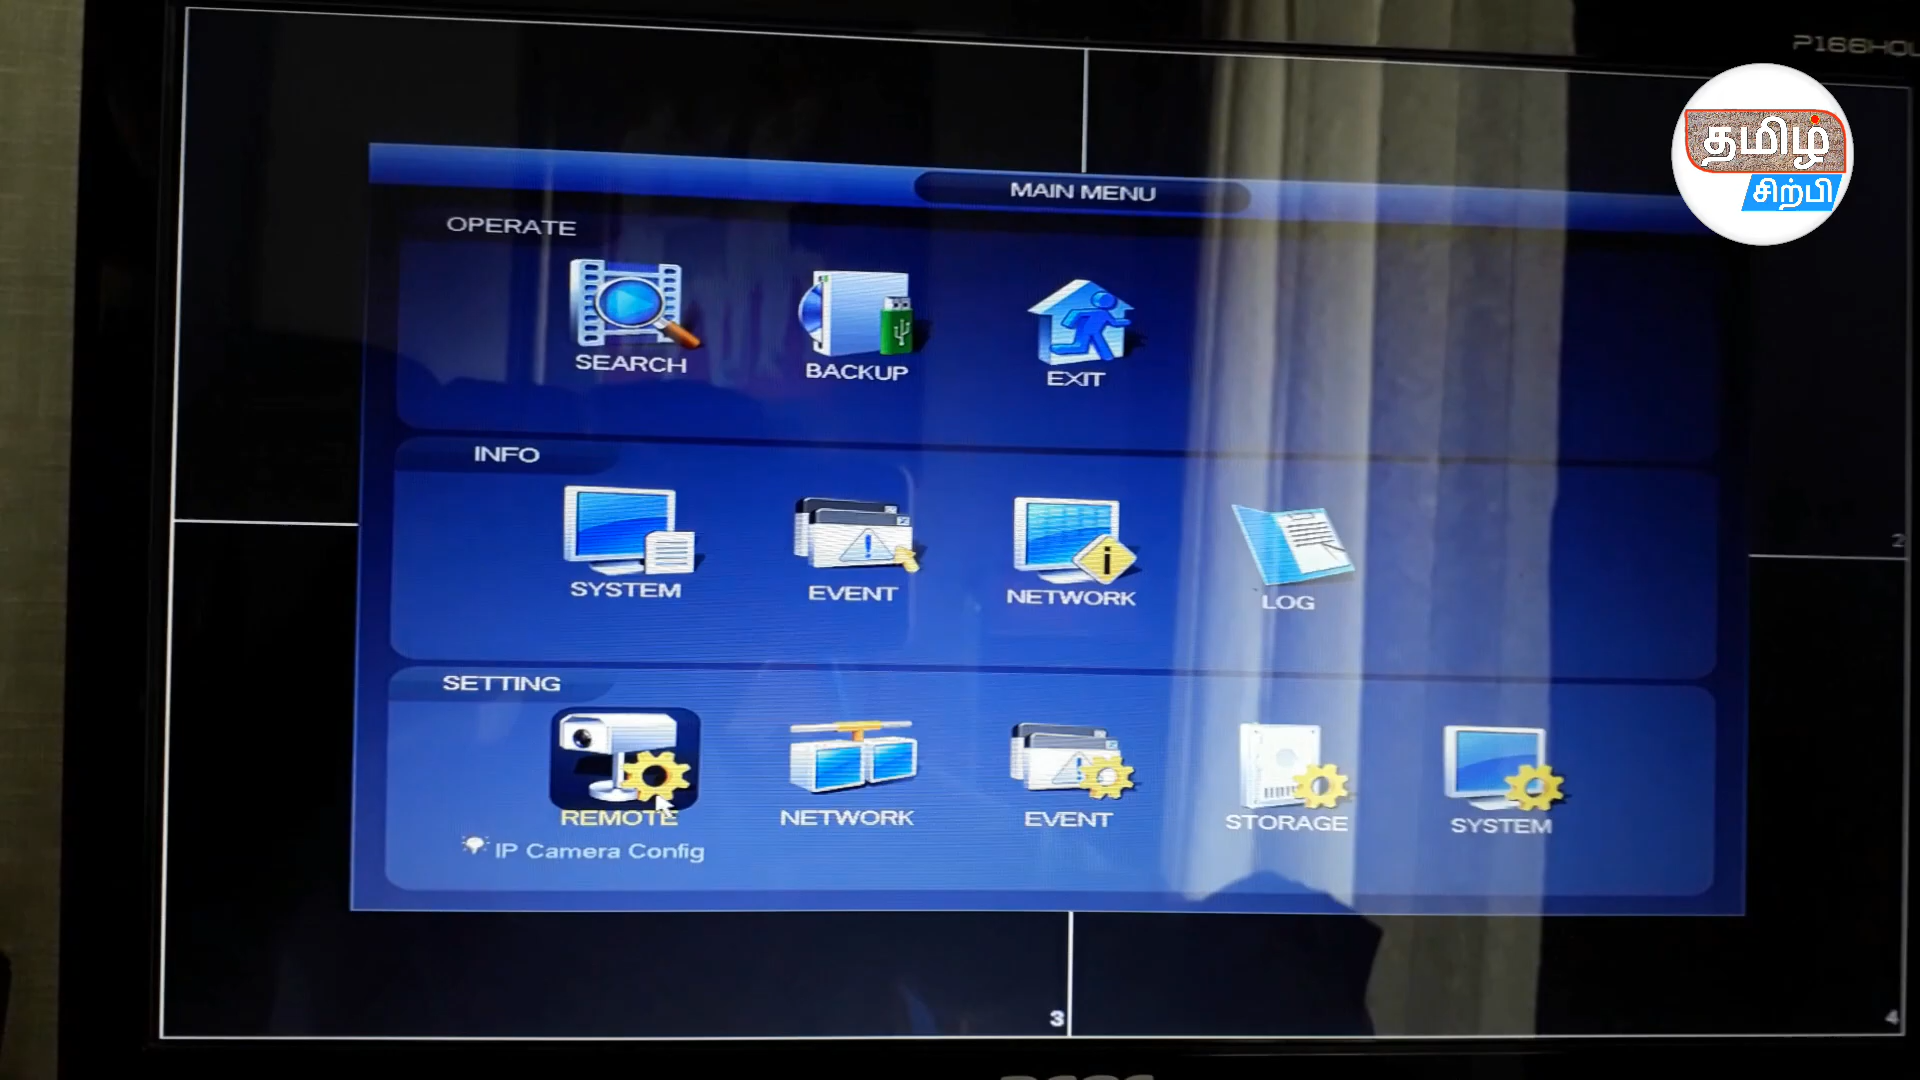 P166HQL
தமிழ்
சிற்பி
MAIN MENU
OPERATE
SEARCH
BACKUP
EXIT
INFO
SYSTEM
EVENT
NETWORK
LOG
2
SETTING
REMOTE
NETWORK
EVENT
STORAGE
SYSTEM
IP Camera Config
3
4